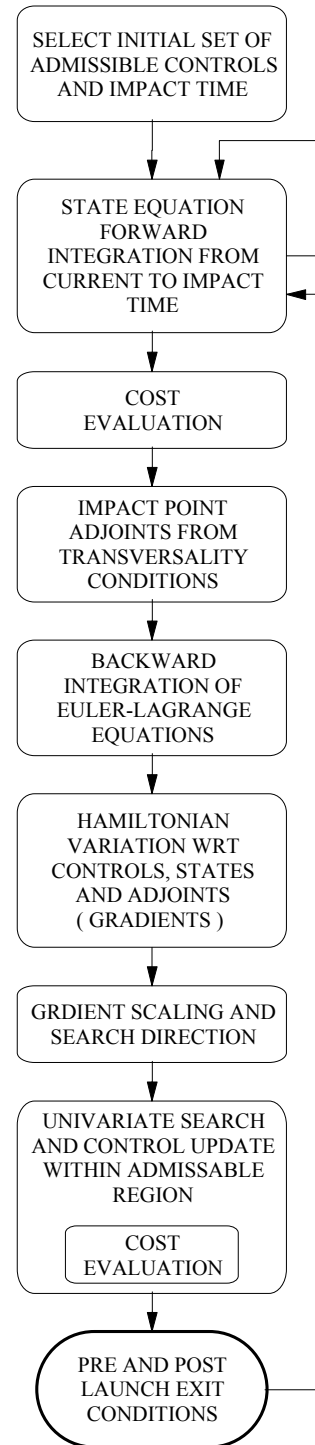 SELECT INITIAL SET OF
ADMISSIBLE CONTROLS
AND IMPACT TIME
STATE EQUATION
FORWARD
INTEGRATION FROM
CURRENT TO IMPACT
TIME
COST
EVALUATION
IMPACT POINT
ADJOINTS FROM
TRANSVERSALITY
CONDITIONS
BACKWARD
INTEGRATION OF
EULER-LAGRANGE
EQUATIONS
HAMILTONIAN
VARIATION WRT
CONTROLS, STATES
AND ADJOINTS
( GRADIENTS )
GRDIENT SCALING AND
SEARCH DIRECTION
UNIVARIATE SEARCH
AND CONTROL UPDATE
WITHIN ADMISSABLE
REGION
COST
EVALUATION
PRE AND POST
LAUNCH EXIT
CONDITIONS